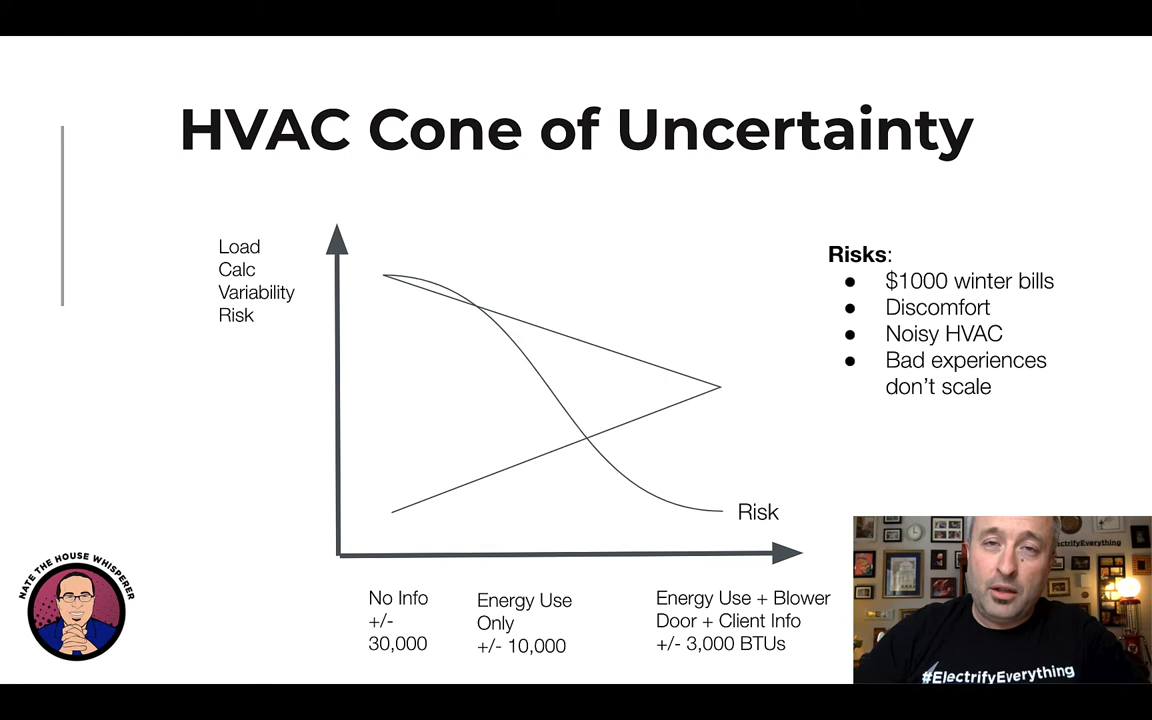 HVAC Cone of Uncertainty
Load
Calc
Variability
Risk
Risks:
● $1000 winter bills
● Discomfort
● Noisy HVAC
● Bad experiences
don’t scale
Risk
No Info
+/-
30,000
Energy Use
Only
+/- 10,000
Energy Use + Blower
Door + Client Info
+/- 3,000 BTUs
NATE THE HOUSE WHISPERER
ElectrifyEverything
#ElectrifyEverything